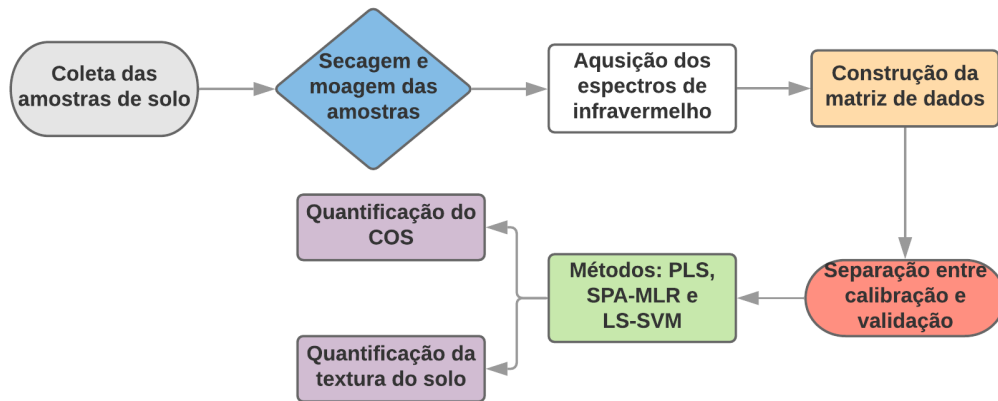 Coleta das
amostras de solo
Secagem e
moagem das
amostras
Aqusição dos
espectros de
infravermelho
Construção da
matriz de dados
Separação entre
calibração e
validação
Métodos: PLS,
SPA-MLR e
LS-SVM
Quantificação do
COS
Quantificação da
textura do solo